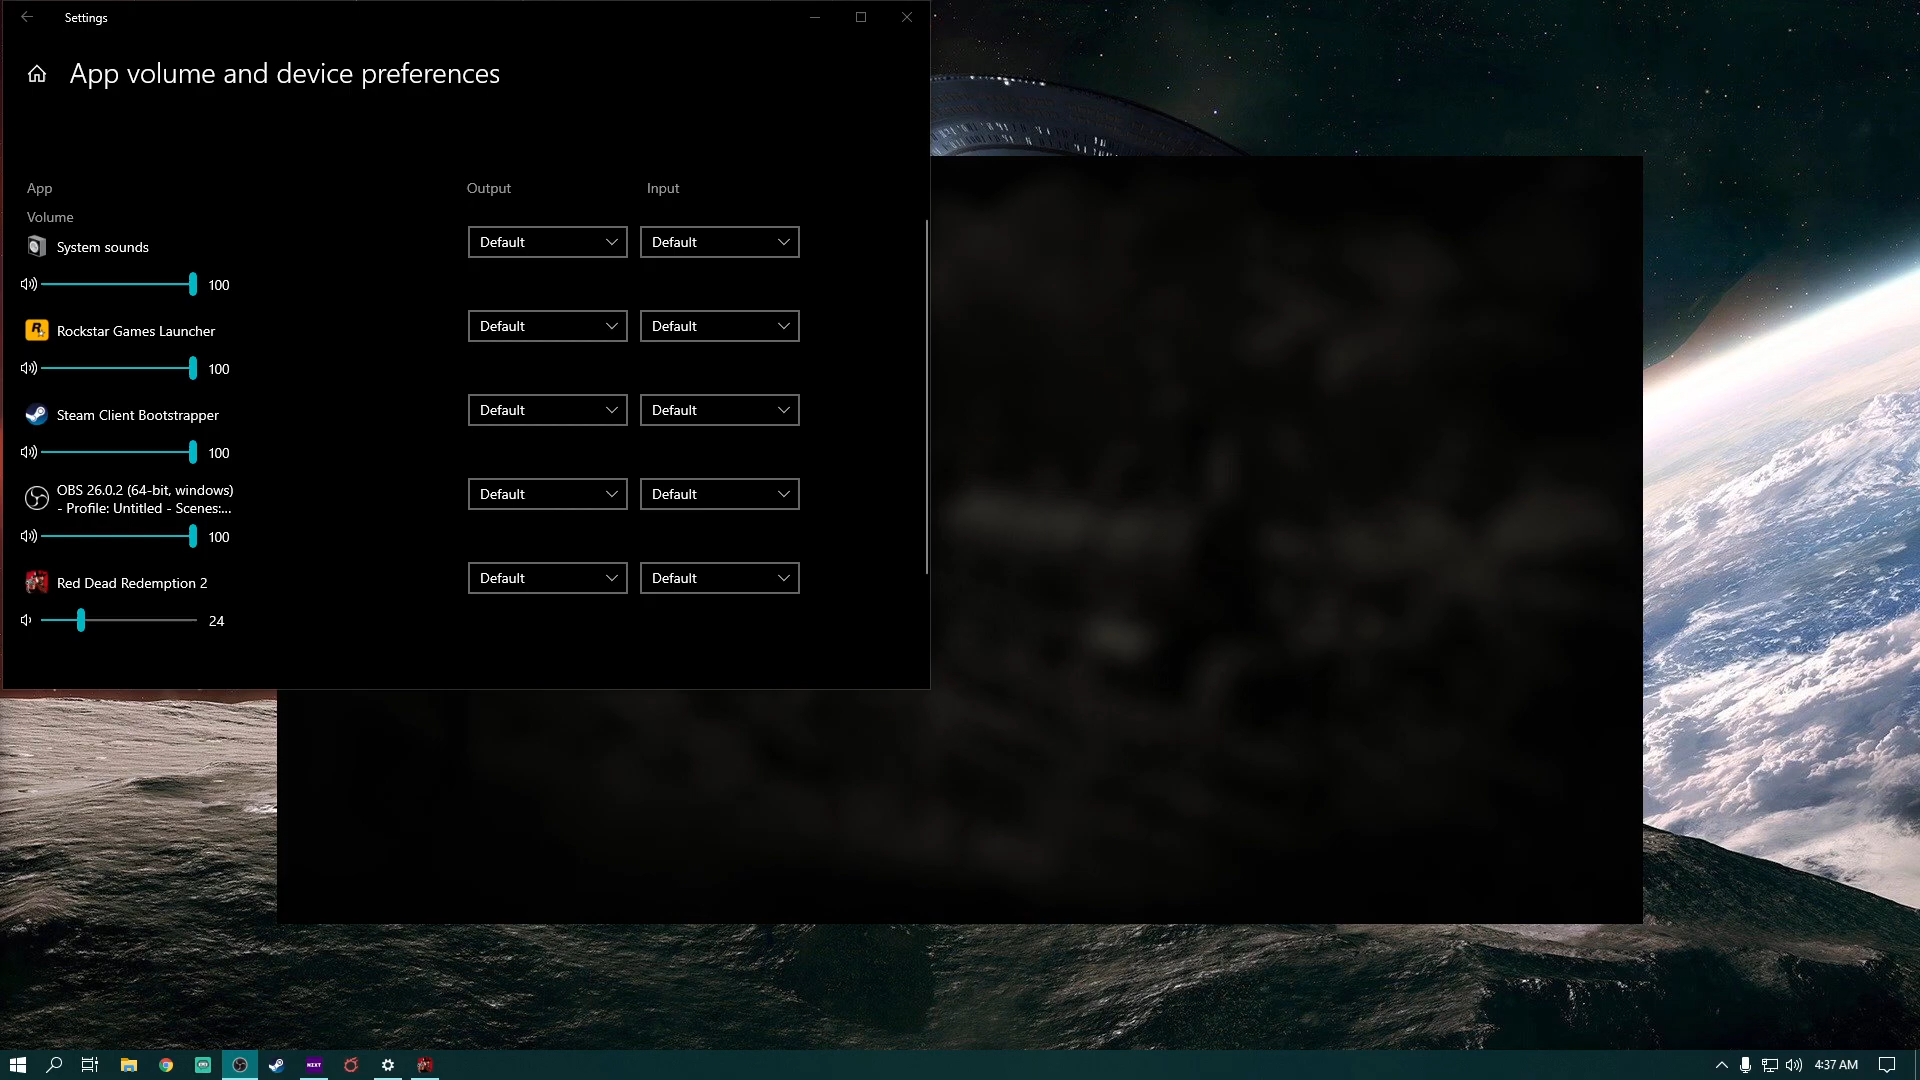 Settings
App volume and device preferences
App
Output
Input
Volume
System sounds
Default
Default
100
Rockstar Games Launcher
Default
Default
100
Steam Client Bootstrapper
Default
Default
100
OBS 26.0.2 (64-bit, windows)
- Profile: Untitled - Scenes:...
Default
Default
100
Red Dead Redemption 2
Default
Default
24
NEXT
4:37 AM